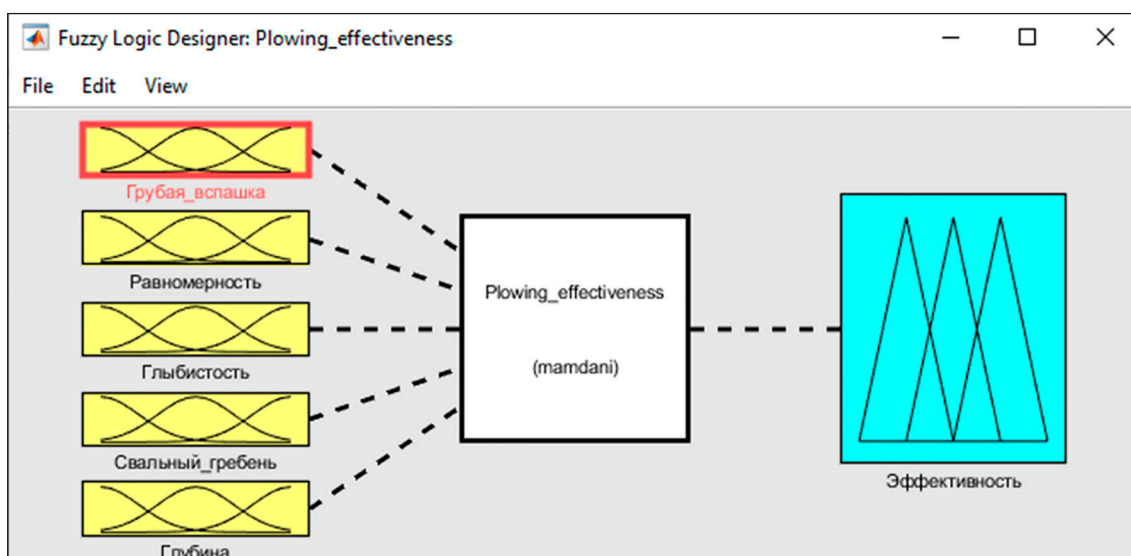 Fuzzy Logic Designer: Plowing_effectiveness
File Edit View
Грубая_вспашка
Равномерность
Глыбистость
Свальный_гребень
Глубина
Plowing_effectiveness
(mamdani)
Эффективность